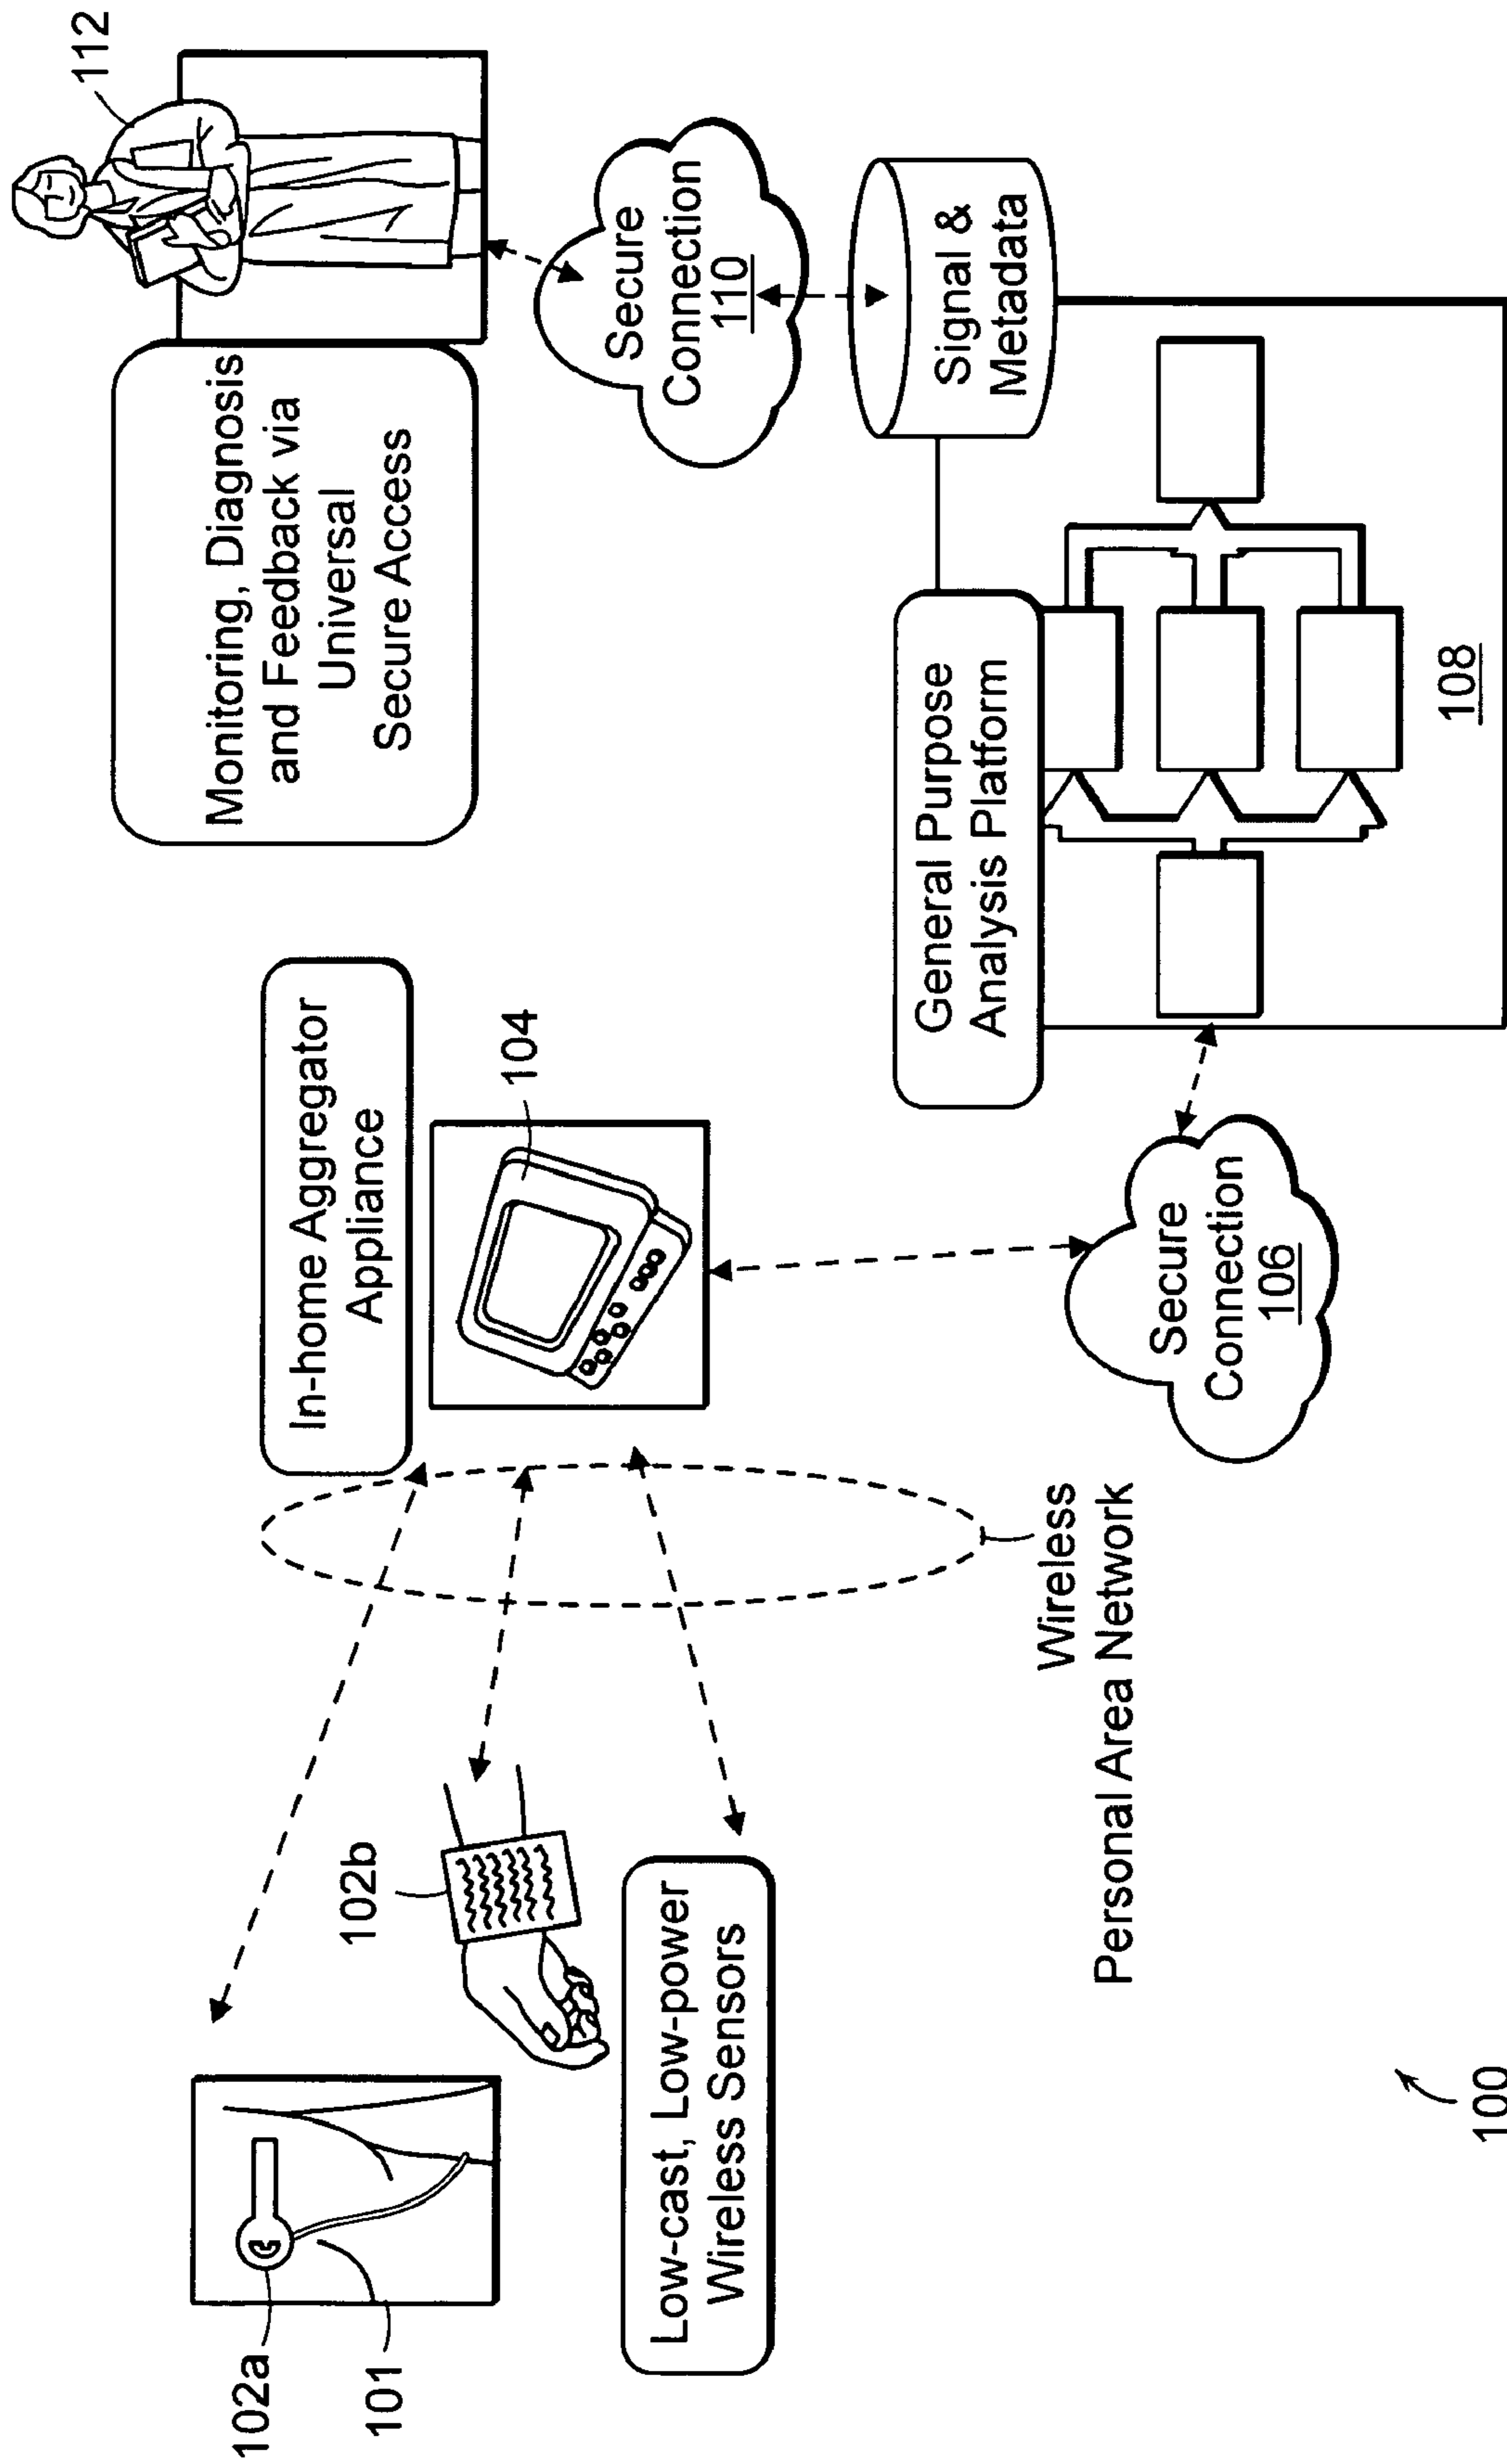 102a
101
102b
Low-cast, Low-power
Wireless Sensors
Wireless
Personal Area Network
In-home Aggregator
Appliance
104
Secure
Connection
106
General Purpose
Analysis Platform
108
Signal &
Metadata
Secure
Connection
110
Monitoring, Diagnosis
and Feedback via
Universal
Secure Access
112
100